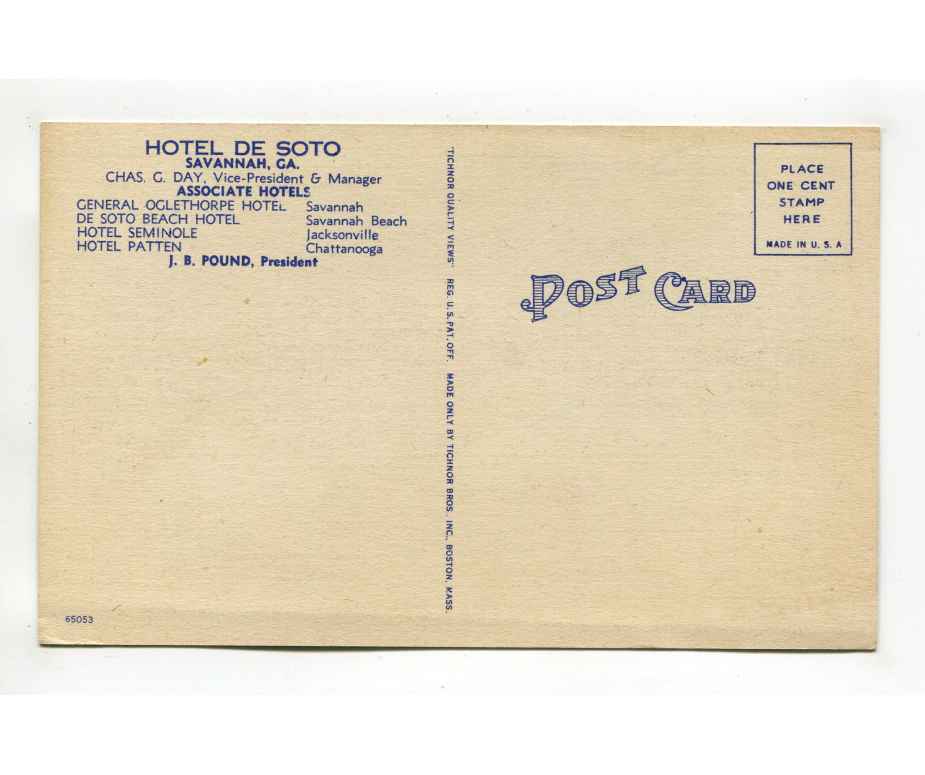 HOTEL DE SOTO
SAVANNAH, GA.
CHAS. G. DAY, Vice-President & Manager
ASSOCIATE HOTELS
GENERAL OGLETHORPE HOTEL Savannah
DE SOTO BEACH HOTEL Savannah Beach
HOTEL SEMINOLE Jacksonville
HOTEL PATTEN Chattanooga
J. B. POUND, President
65053
TICHNOR QUALITY VIEWS" REG. U. S. PAT. OFF. MADE ONLY BY TICHNOR BROS. INC., BOSTON, MASS.
POST CARD
PLACE
ONE CENT
STAMP
HERE
MADE IN U. S. A